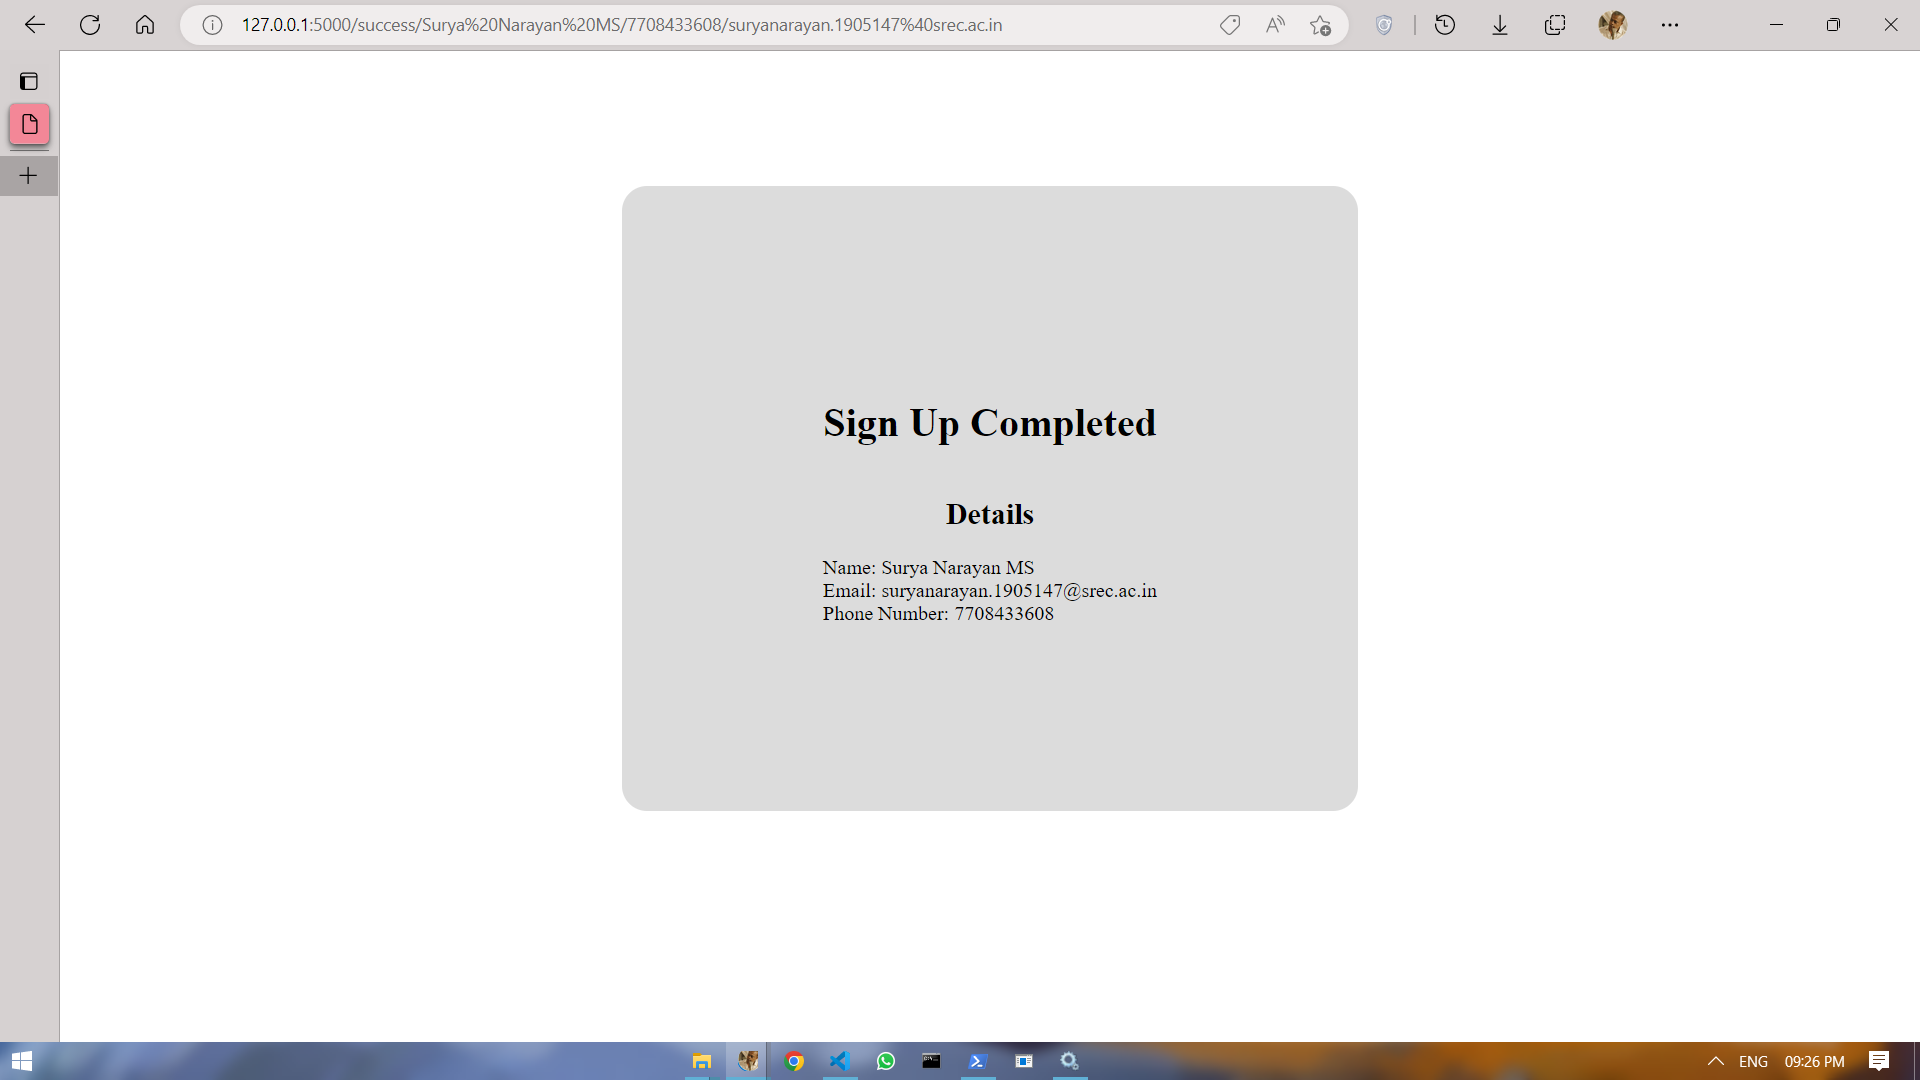 127.0.0.1:5000/success/Surya%20Narayan%20MS/7708433608/suryanarayan.1905147%40srec.ac.in
Sign Up Completed
Details
Name: Surya Narayan MS
Email: suryanarayan.1905147@srec.ac.in
Phone Number: 7708433608
ENG 09:26 PM